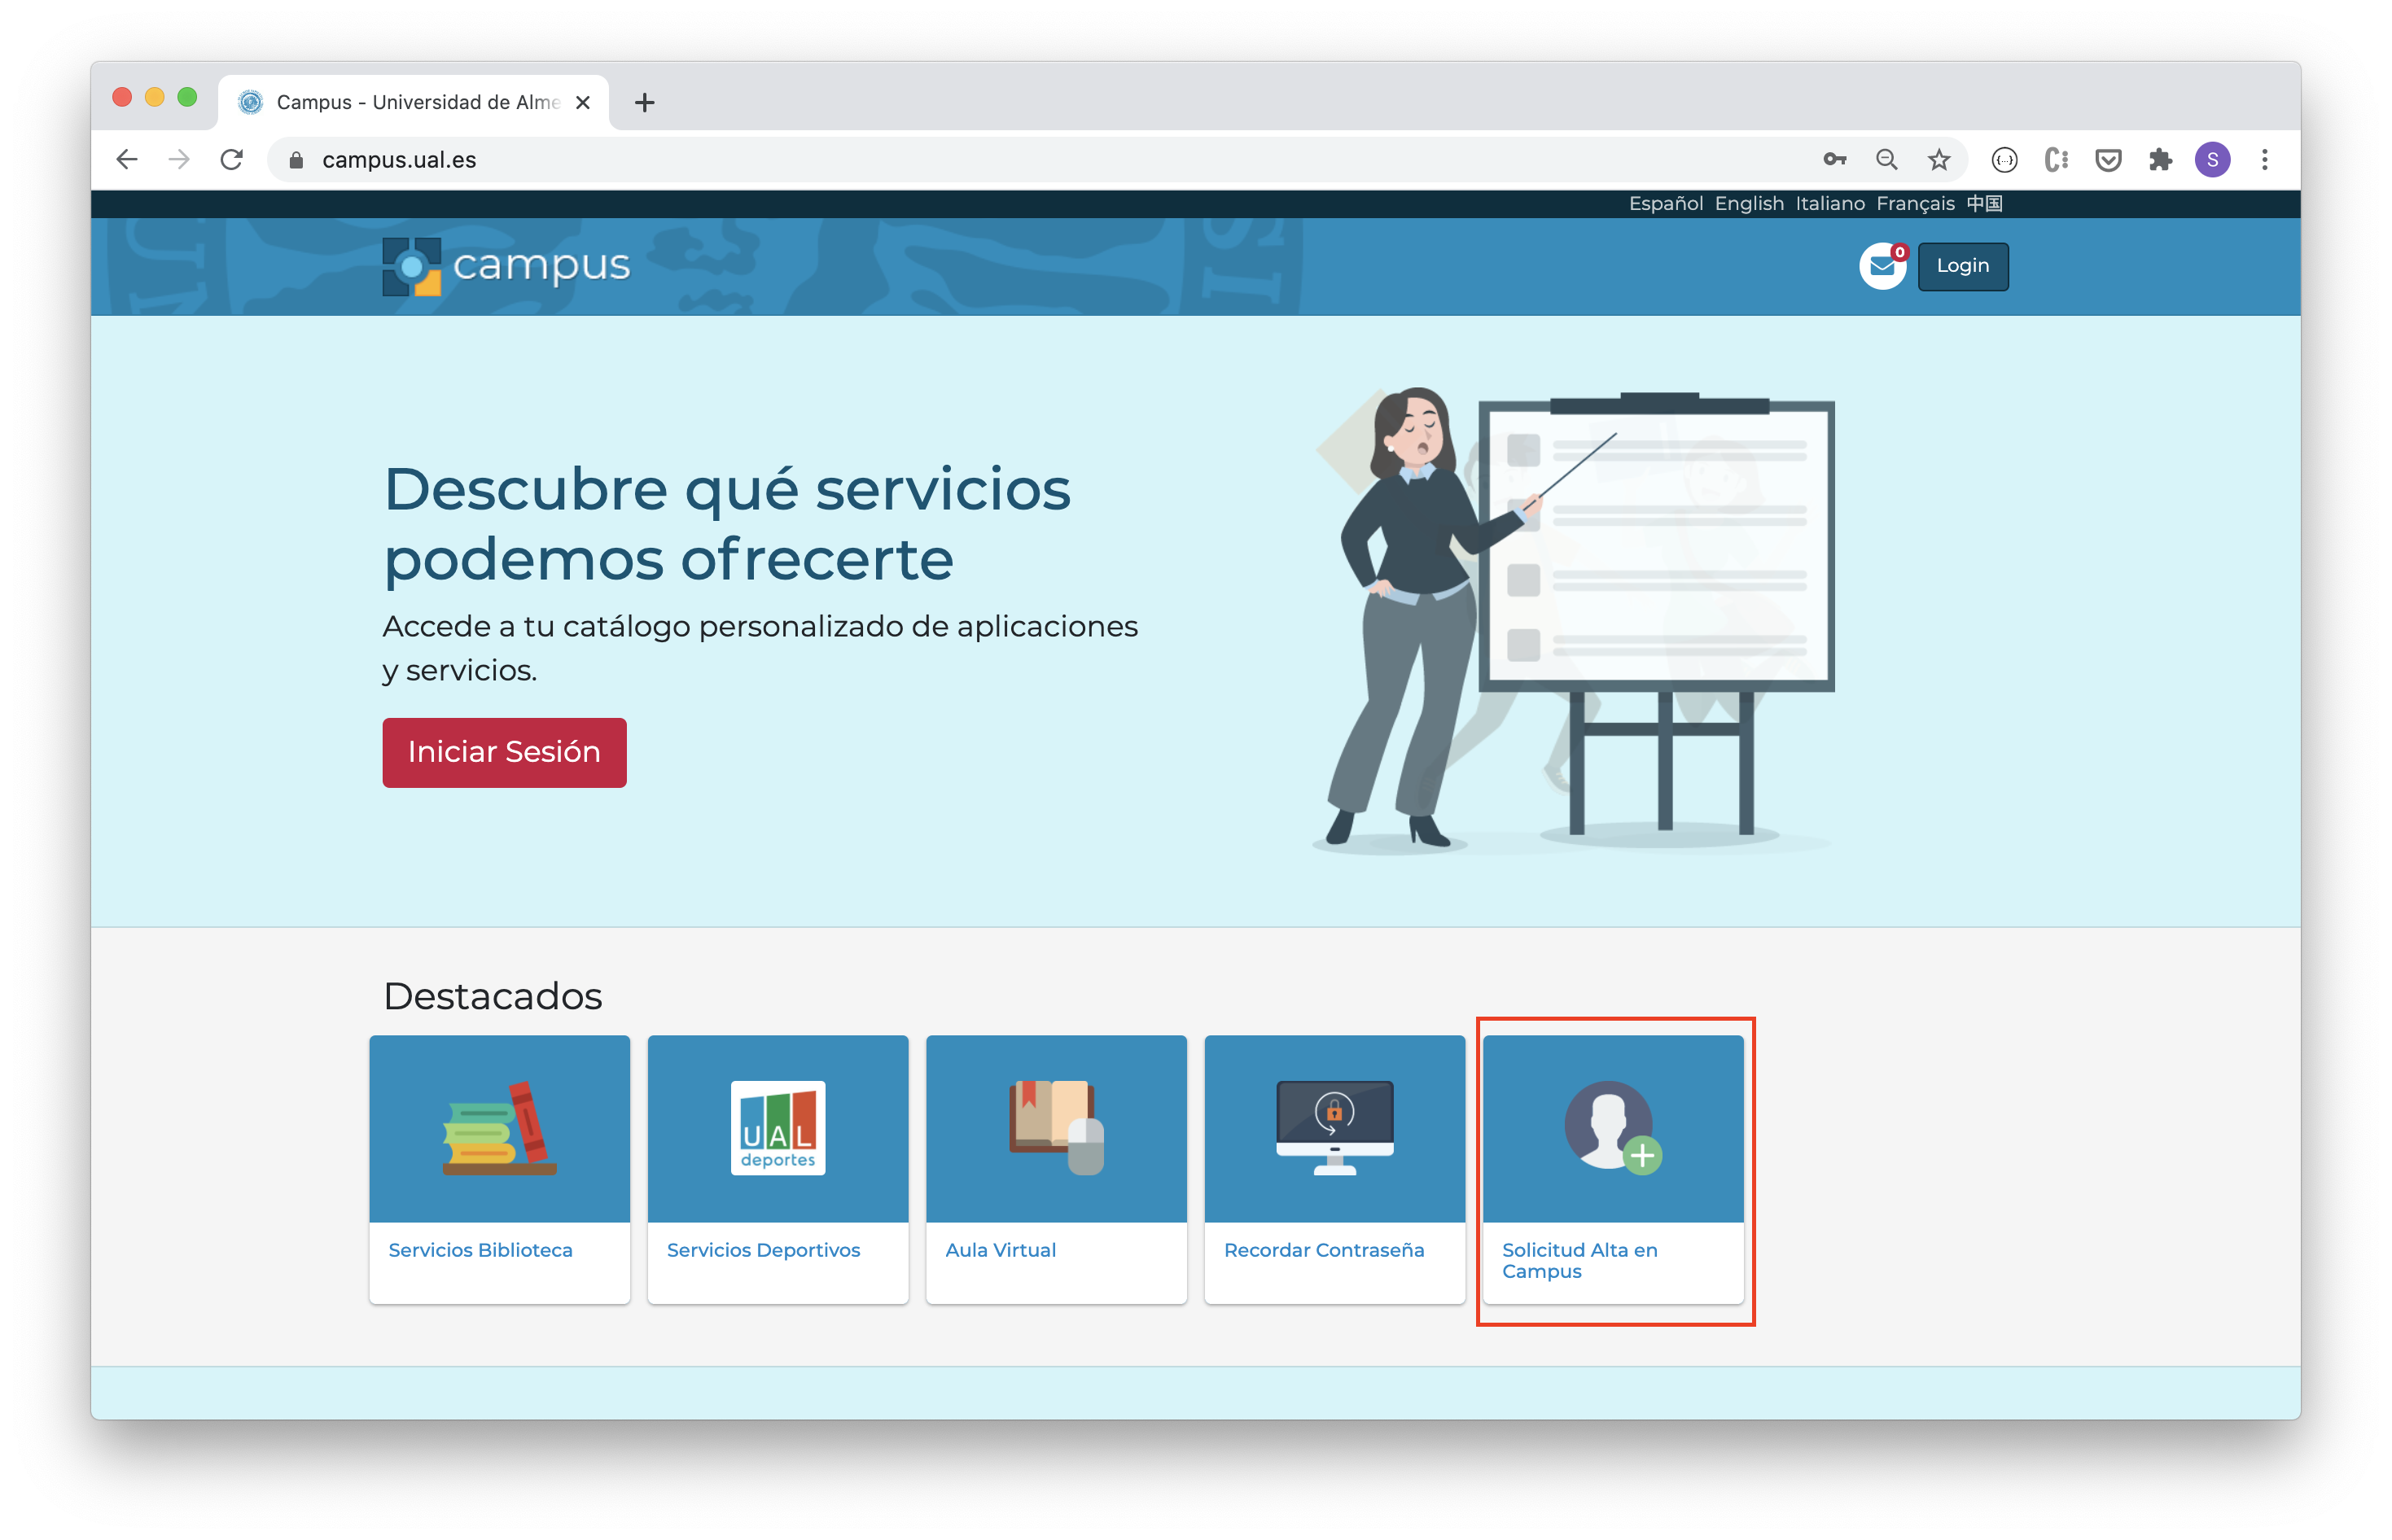 Campus - Universidad de Alme
campus.ual.es
S
Español English Italiano Français 中国
campus
0
Login
Descubre qué servicios
podemos ofrecerte
Accede a tu catálogo personalizado de aplicaciones
y servicios.
Iniciar Sesión
Destacados
UAL
deportes
Servicios Biblioteca
Servicios Deportivos
Aula Virtual
Recordar Contraseña
Solicitud Alta en
Campus